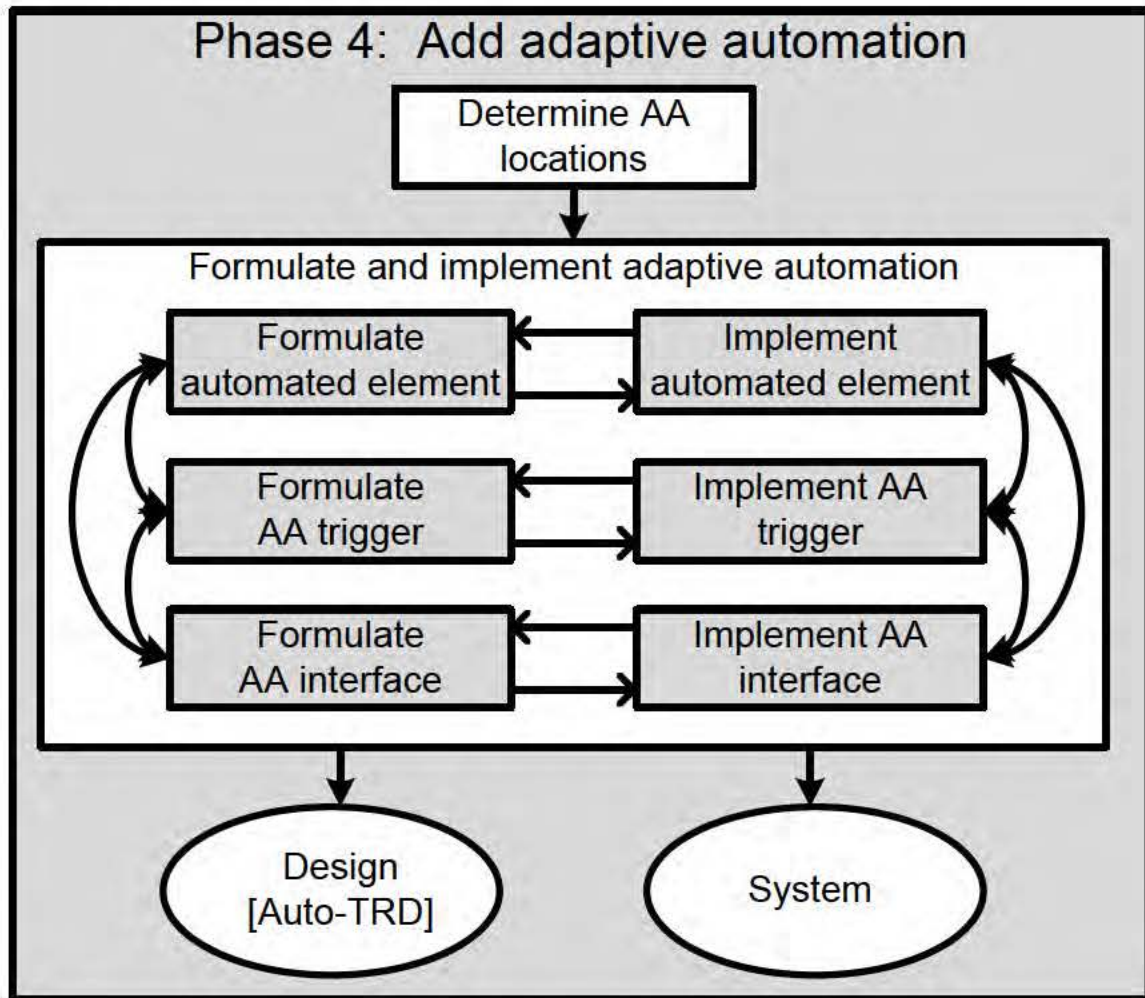 Phase 4: Add adaptive automation
Determine AA
locations
Formulate and implement adaptive automation
Formulate
automated element
Implement
automated element
Formulate
AA trigger
Implement AA
trigger
Formulate
AA interface
Implement AA
interface
Design
[Auto-TRD]
System